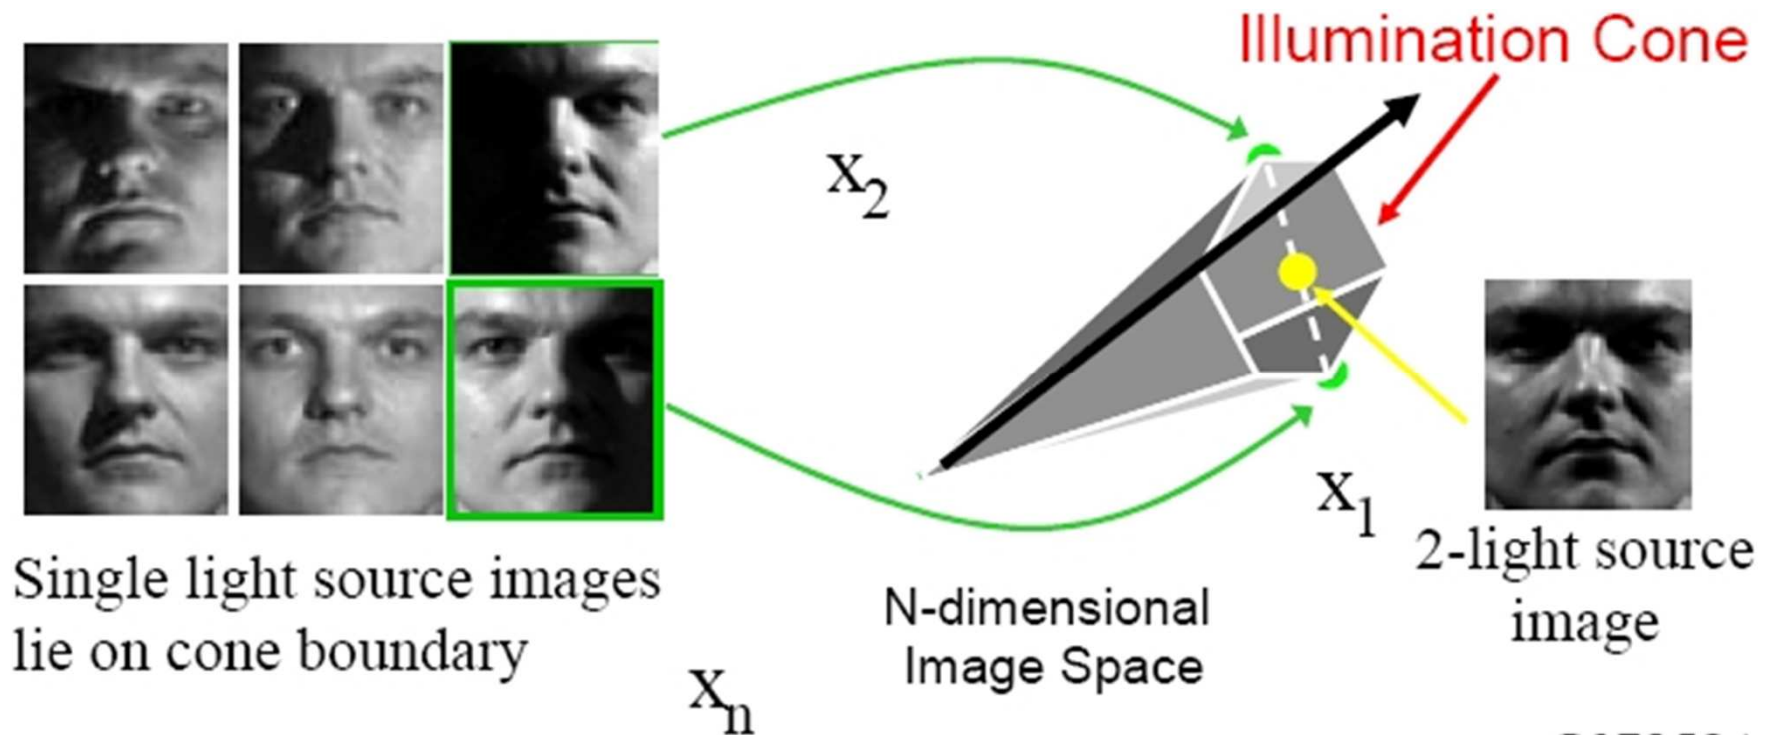 Illumination Cone
x2
x1
Single light source images
lie on cone boundary
N-dimensional
Image Space
2-light source
image
xn